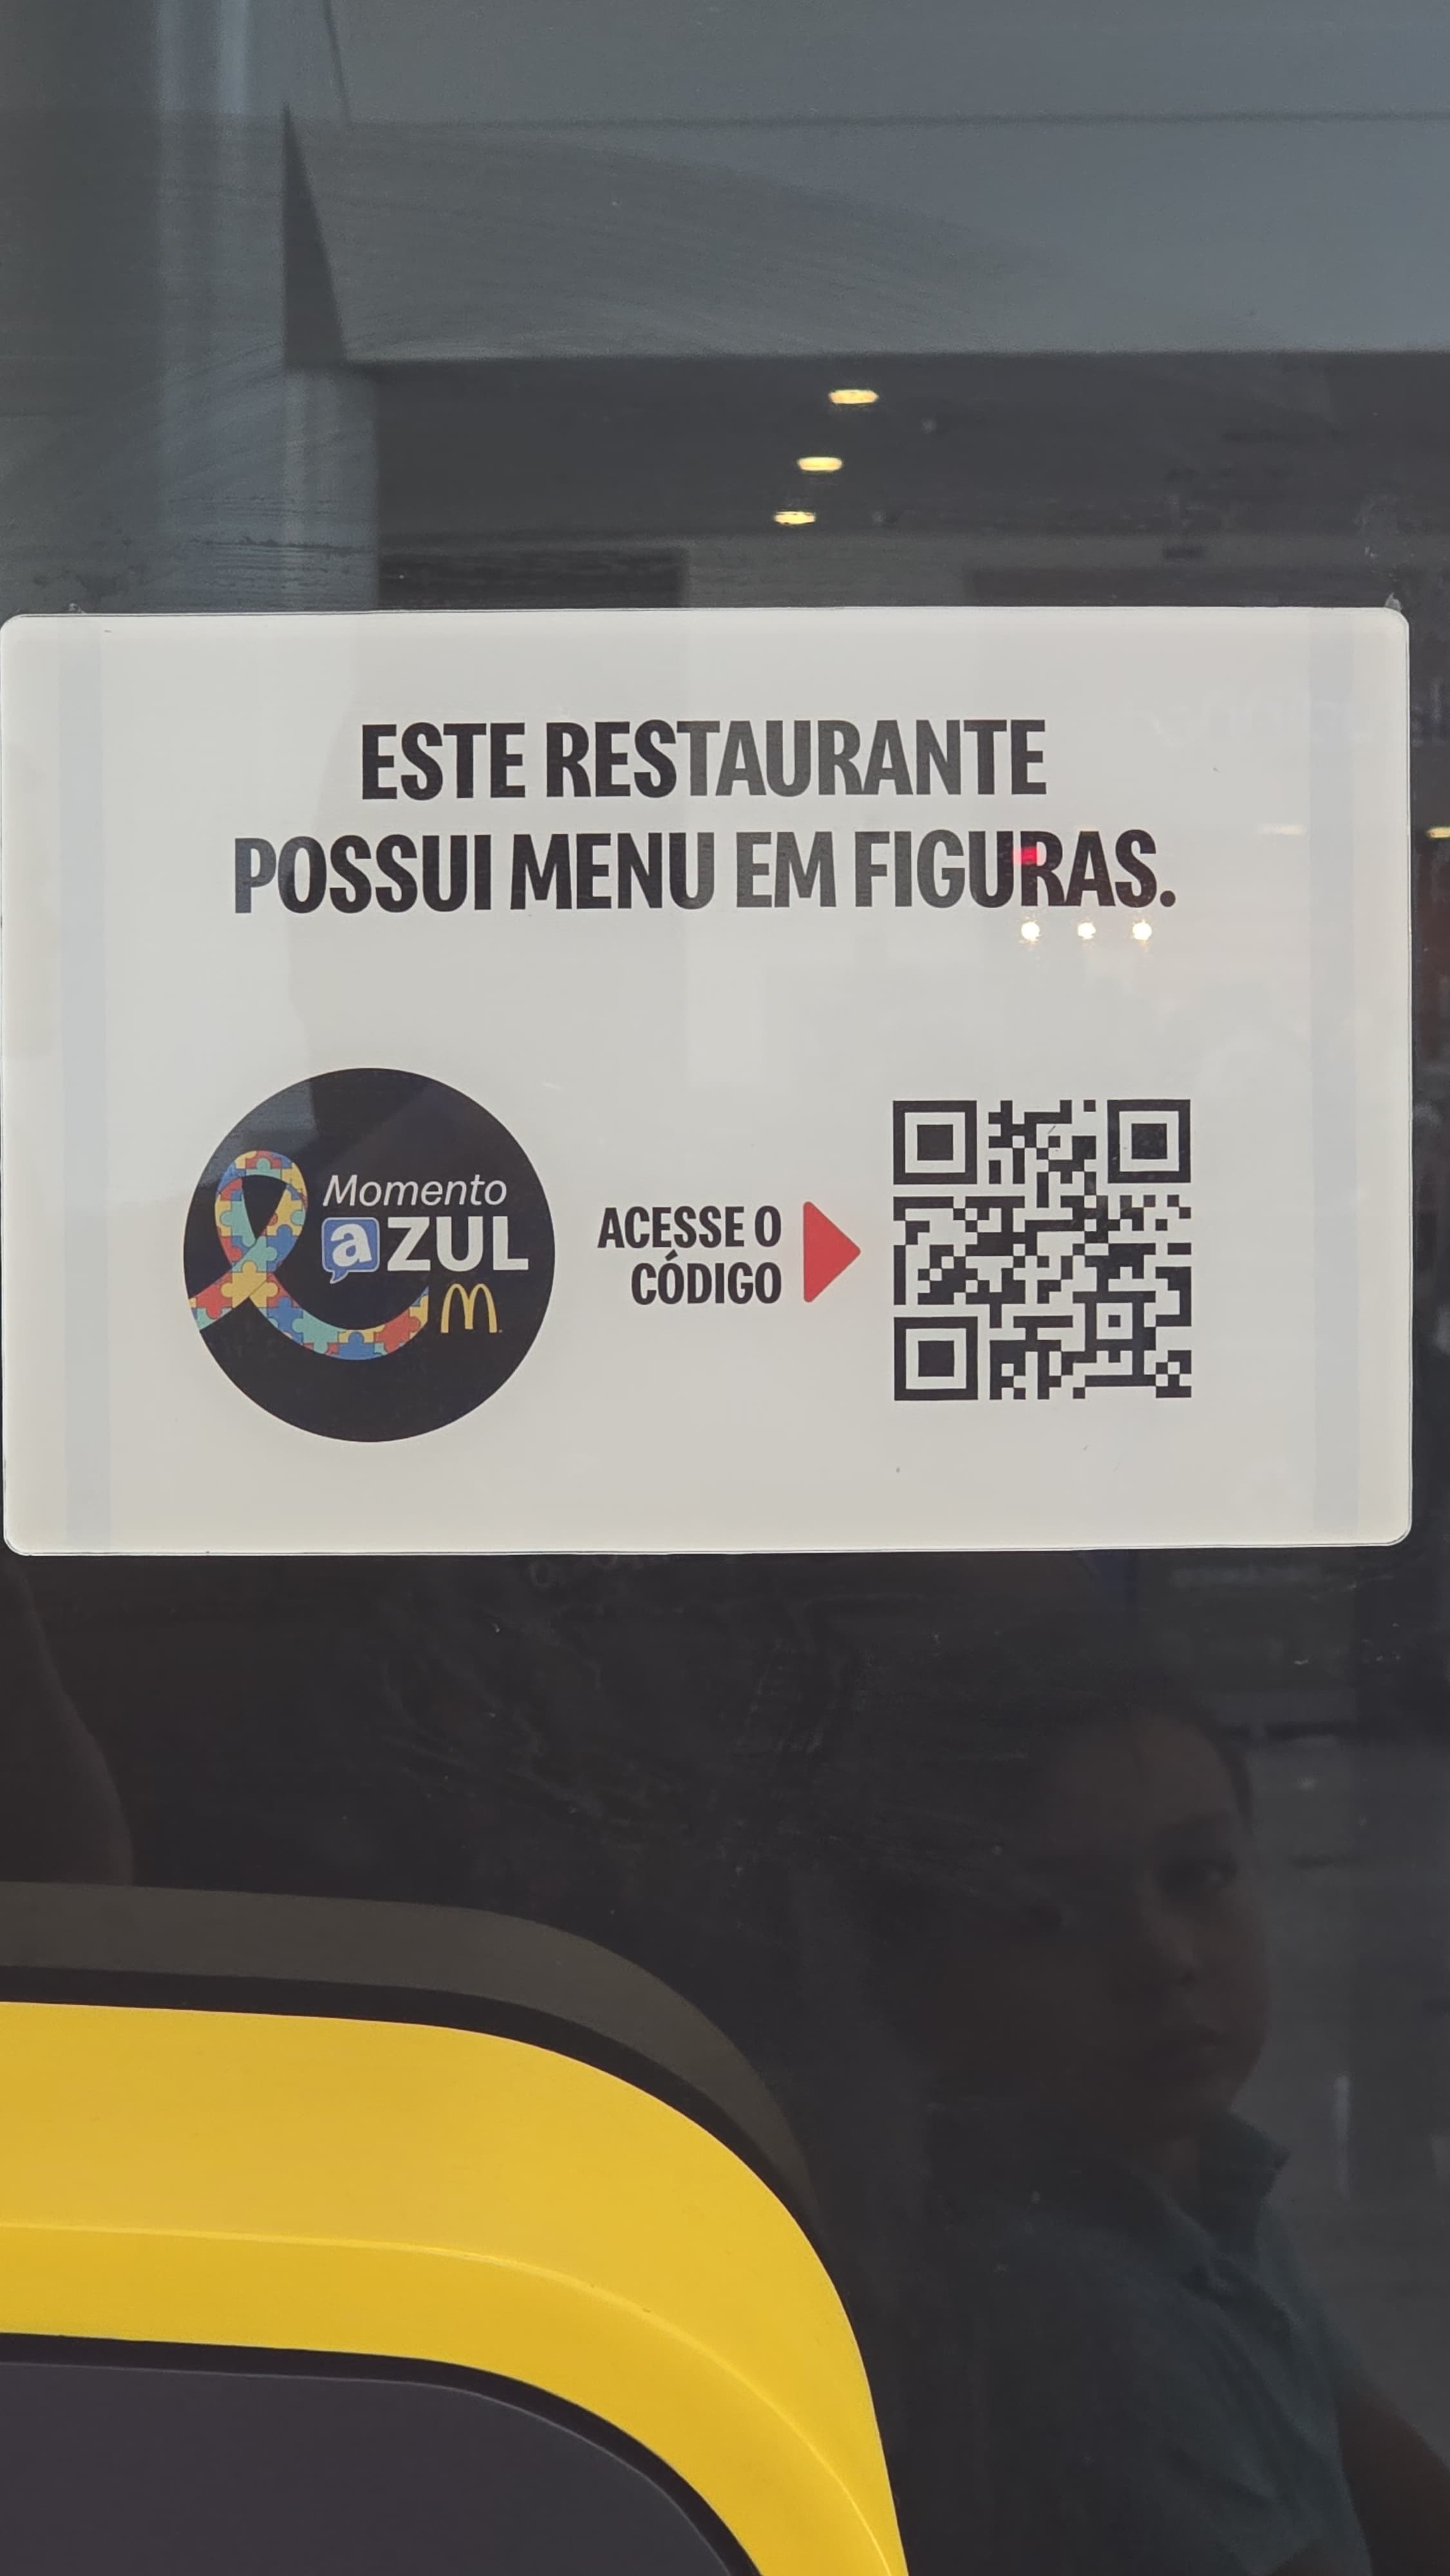 ESTE RESTAURANTE
POSSUI MENU EM FIGURAS.
Momento
aZUL
M
ACESSE O
CÓDIGO